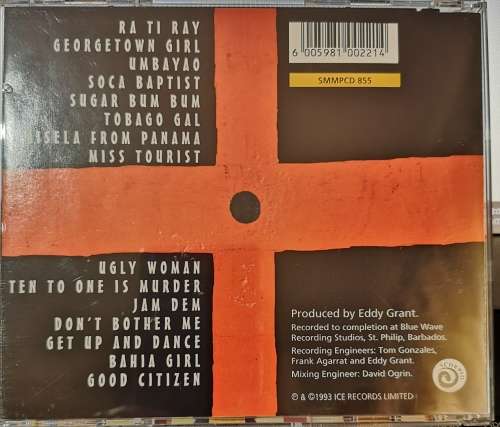 RA TI RAY
GEORGETOWN GIRL
UMBAYAO
SOCA BAPTIST
SUGAR BUM BUM
TOBAGO GAL
FROM PANAMA
MISS TOURIST
UGLY WOMAN
TEN TO ONE IS MURDER
JAM DEM
DON'T BOTHER ME
GET UP AND DANCE
BAHIA GIRL
GOOD CITIZEN
6 005981 002214
SMMPCD 855
Produced by Eddy Grant.
Recorded to completion at Blue Wave
Recording Studios, St. Philip, Barbados.
Recording Engineers: Tom Gonzales,
Frank Agarrat and Eddy Grant.
Mixing Engineer: David Ogrin.
℗ & ©1993 ICE RECORDS LIMITED